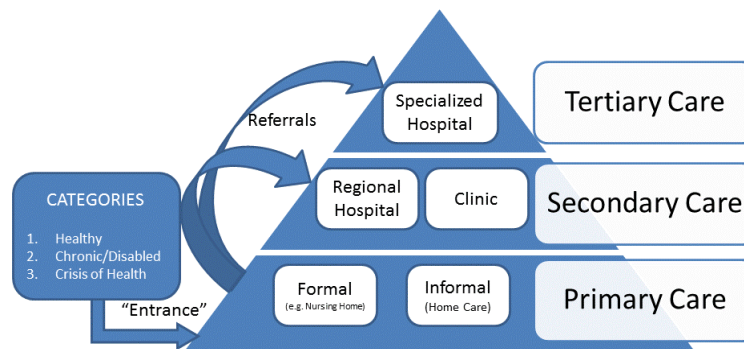 Specialized
Hospital
Tertiary Care
Referrals
Regional
Hospital
Clinic
Secondary Care
CATEGORIES
1. Healthy
2. Chronic/Disabled
3. Crisis of Health
"Entrance"
Formal
(e.g. Nursing Home)
Informal
(Home Care)
Primary Care